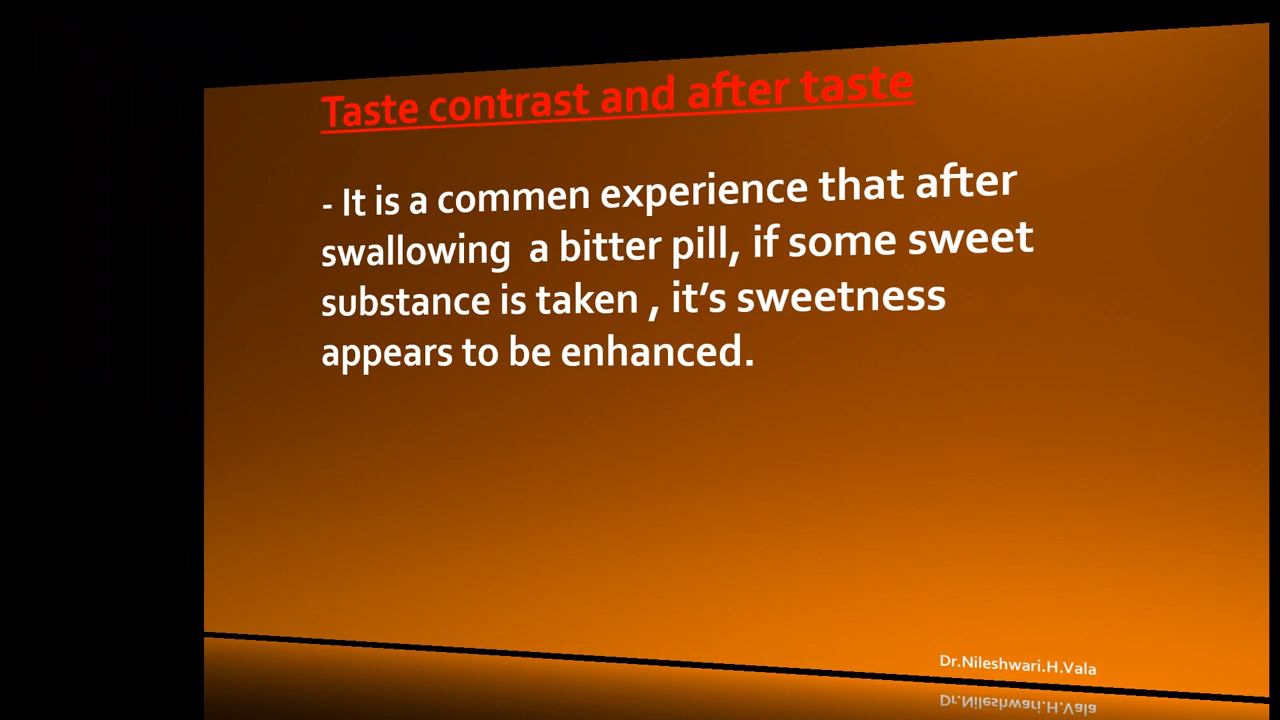 Taste contrast and after taste
- It is a commen experience that after
swallowing a bitter pill, if some sweet
substance is taken , it’s sweetness
appears to be enhanced.
Dr.Nileshwari.H.Vala